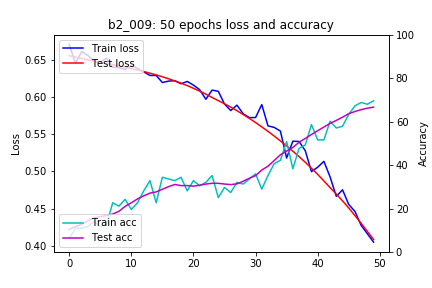 b2_009: 50 epochs loss and accuracy
Train loss
Test loss
Train acc
Test acc
Loss
0.65
0.60
0.55
0.50
0.45
0.40
100
80
60
40
20
0
Accuracy
0 10 20 30 40 50